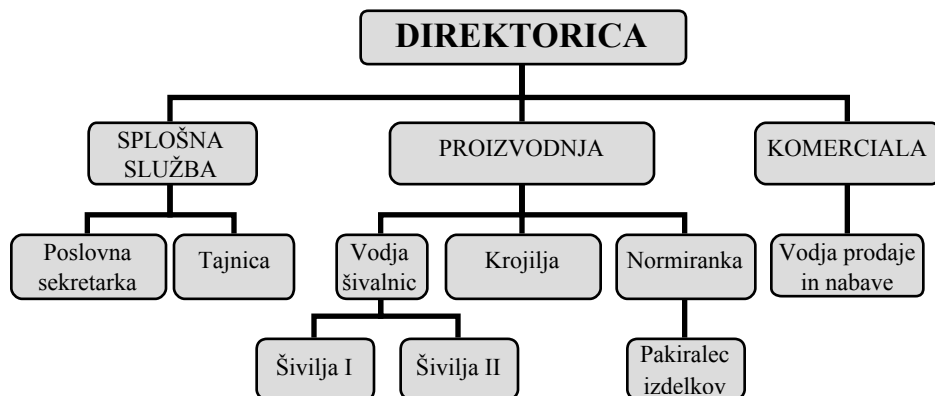 DIREKTORICA
SPLOŠNA
SLUŽBA
PROIZVODNJA
KOMERCIALA
Poslovna
sekretarka
Tajnica
Vodja
šivalnic
Krojilja
Normiranka
Vodja prodaje
in nabave
Šivilja I
Šivilja II
Pakiralec
izdelkov